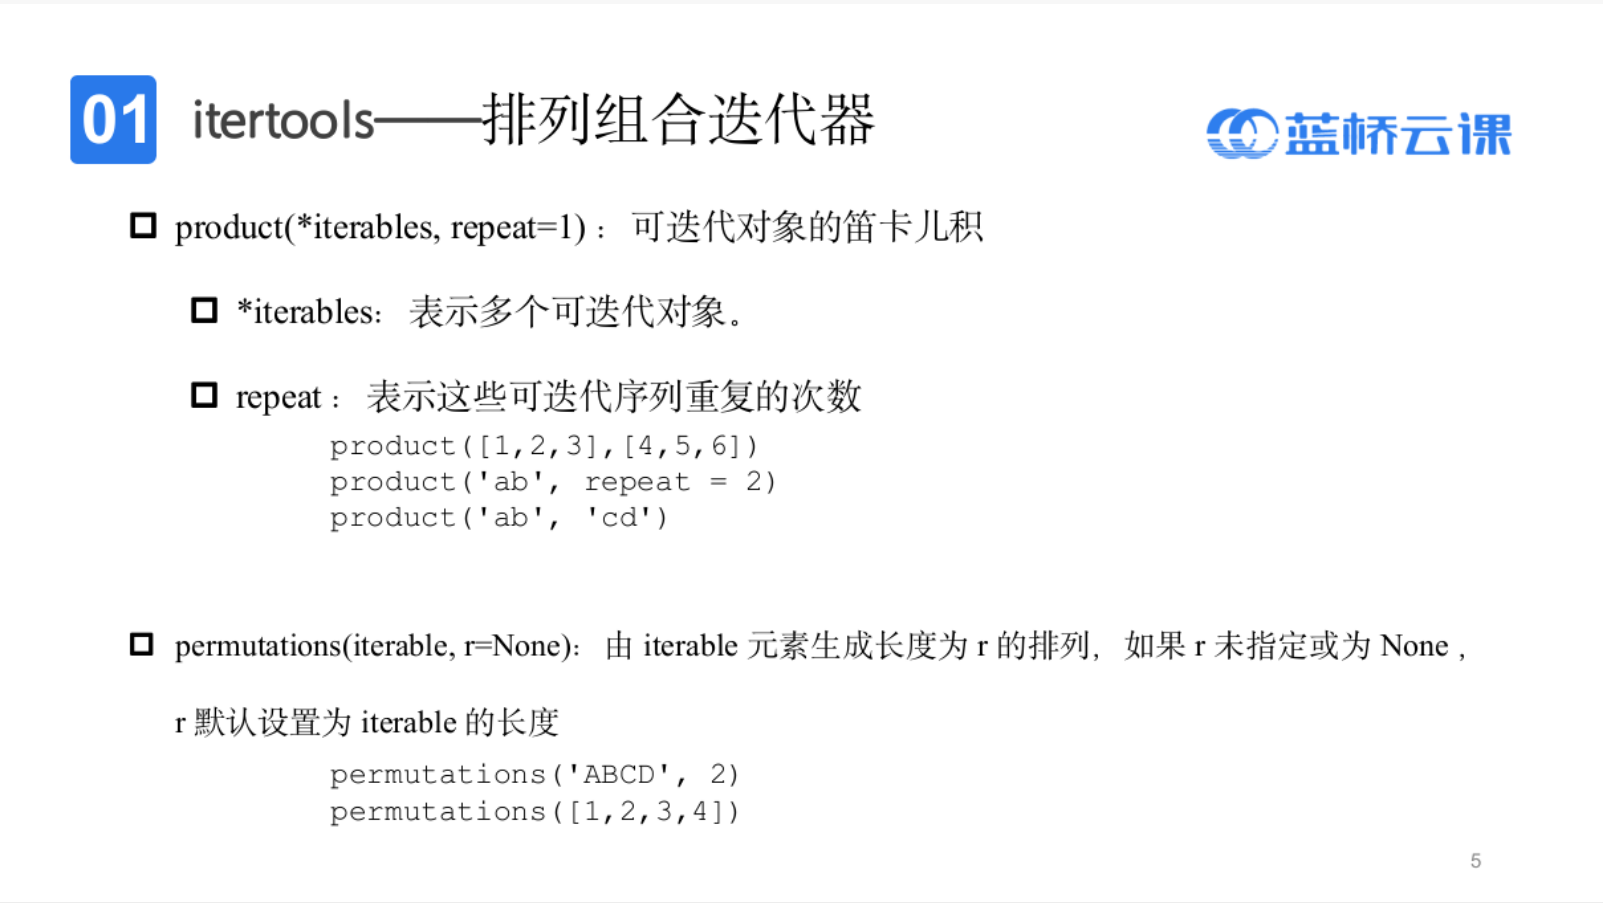 01
itertools——排列组合迭代器
蓝桥云课
product(*iterables, repeat=1)： 可迭代对象的笛卡儿积
*iterables： 表示多个可迭代对象。
repeat： 表示这些可迭代序列重复的次数
product([1,2,3],[4,5,6])
product('ab', repeat = 2)
product('ab', 'cd')
permutations(iterable, r=None)： 由 iterable 元素生成长度为 r 的排列， 如果 r 未指定或为 None ，
r 默认设置为 iterable 的长度
permutations('ABCD', 2)
permutations([1,2,3,4])
5